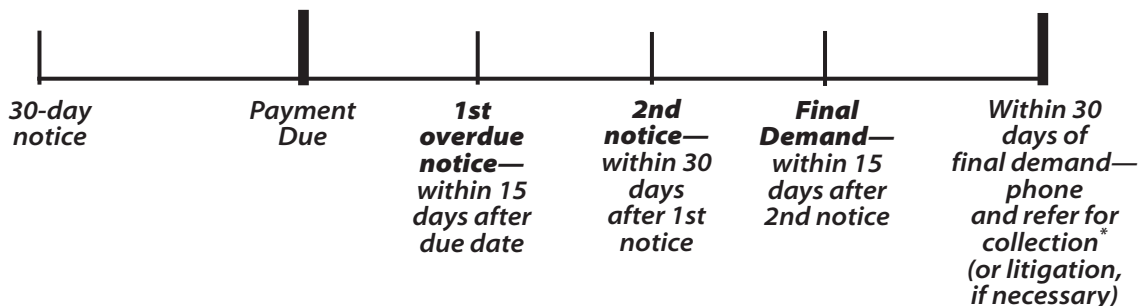 30-day
notice
Payment
Due
1st
overdue
notice—
within 15
days after
due date
2nd
notice—
within 30
days
after 1st
notice
Final
Demand—
within 15
days after
2nd notice
Within 30
days of
final demand—
phone
and refer for
collection*
(or litigation,
if necessary)